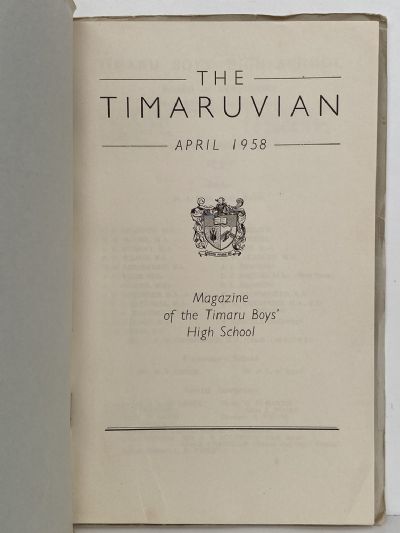 THE
TIMARUVIAN
APRIL 1958
Magazine
of the Timaru Boys'
High School